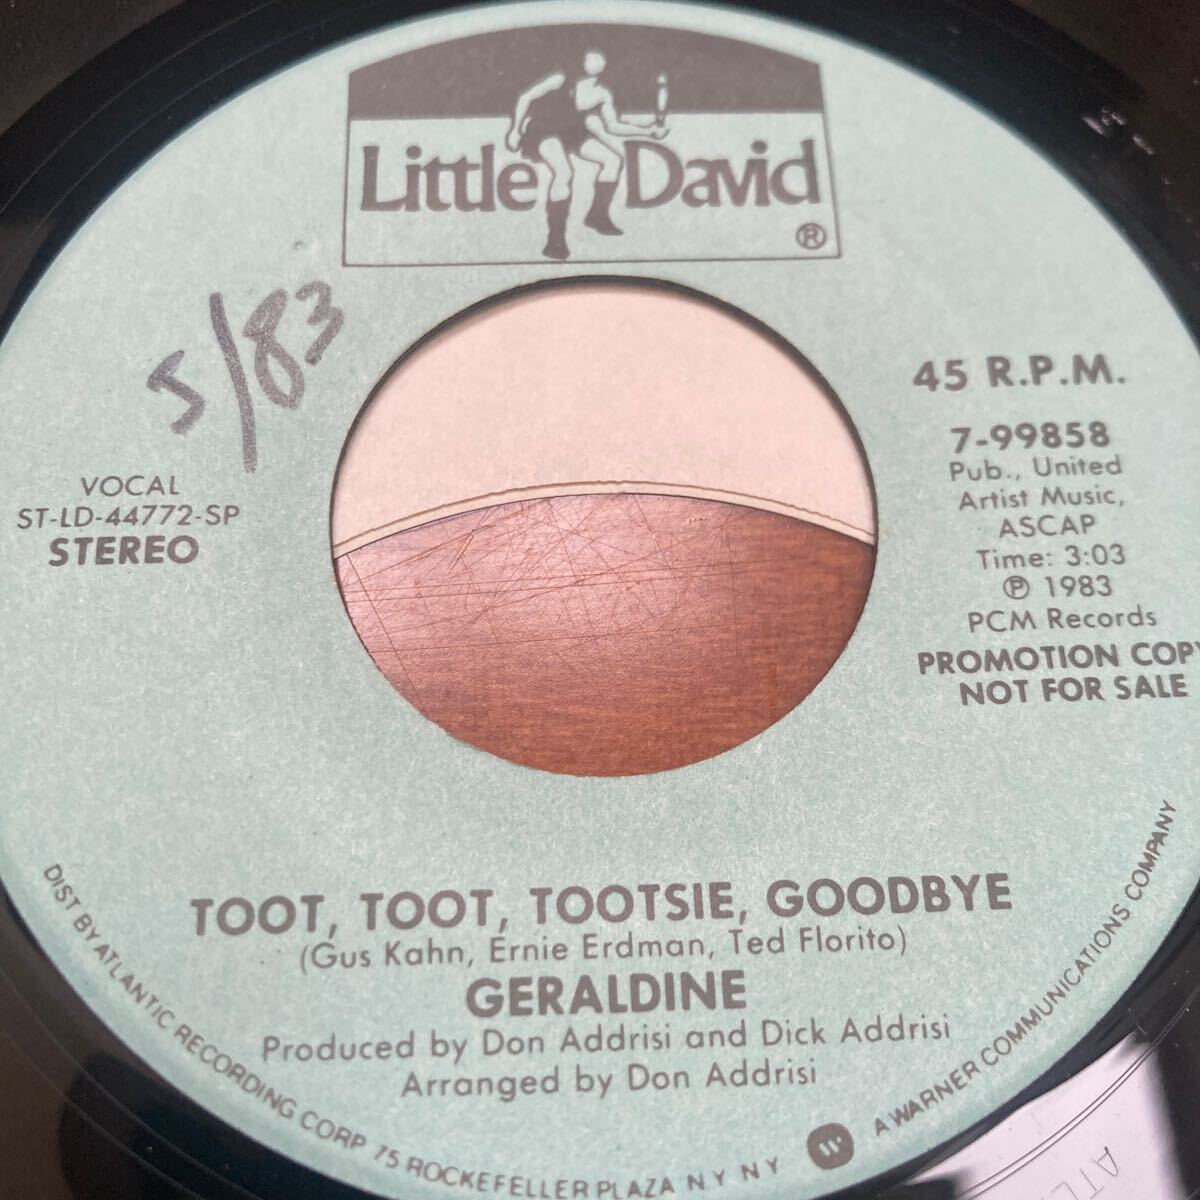 Little David
®
5/83
VOCAL
ST-LD-44772-SP
STEREO
45 R.P.M.
7-99858
Pub., United
Artist Music,
ASCAP
Time: 3:03
℗ 1983
PCM Records
PROMOTION COPY
NOT FOR SALE
TOOT, TOOT, TOOTSIE, GOODBYE
(Gus Kahn, Ernie Erdman, Ted Florito)
GERALDINE
Produced by Don Addrisi and Dick Addrisi
Arranged by Don Addrisi
DIST BY ATLANTIC RECORDING CORP 75 ROCKEFELLER PLAZA N Y N Y
A WARNER COMMUNICATIONS COMPANY